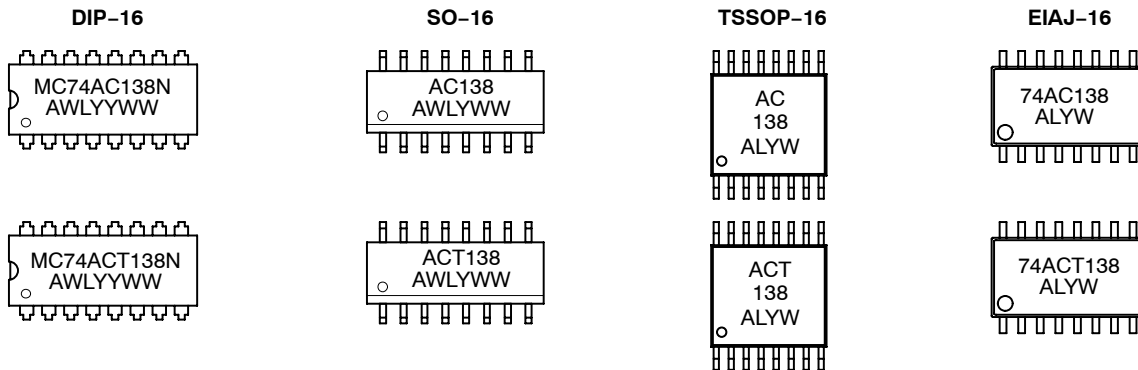 DIP–16
SO–16
TSSOP–16
EIAJ–16
MC74AC138N
AWLYYWW
AC138
AWLYWW
AC
138
ALYW
74AC138
ALYW
MC74ACT138N
AWLYYWW
ACT138
AWLYWW
ACT
138
ALYW
74ACT138
ALYW